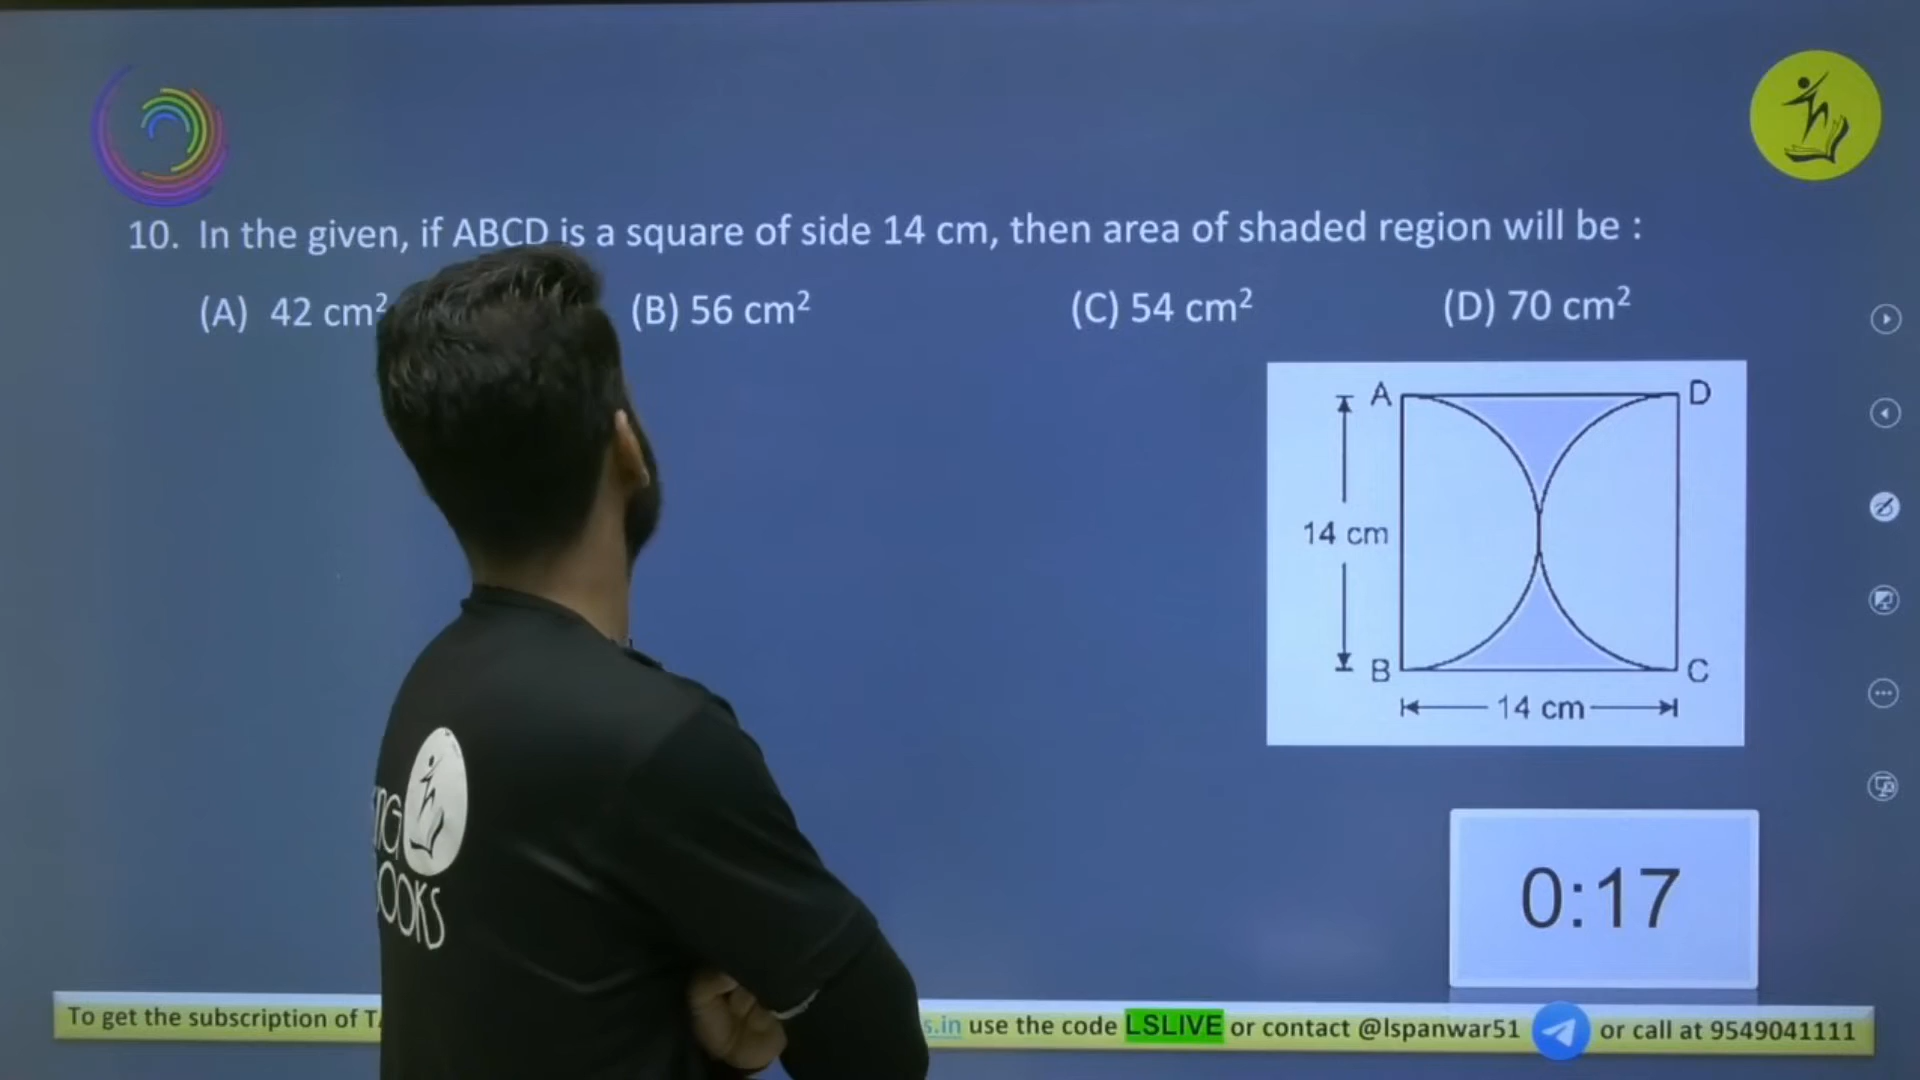 10. In the given, if ABCD is a square of side 14 cm, then area of shaded region will be :
(A) 42 cm² (B) 56 cm² (C) 54 cm² (D) 70 cm²
A D
14 cm
B C
14 cm
0:17
OOKS
To get the subscription of s.in use the code LSLIVE or contact @lspanwar51 or call at 9549041111